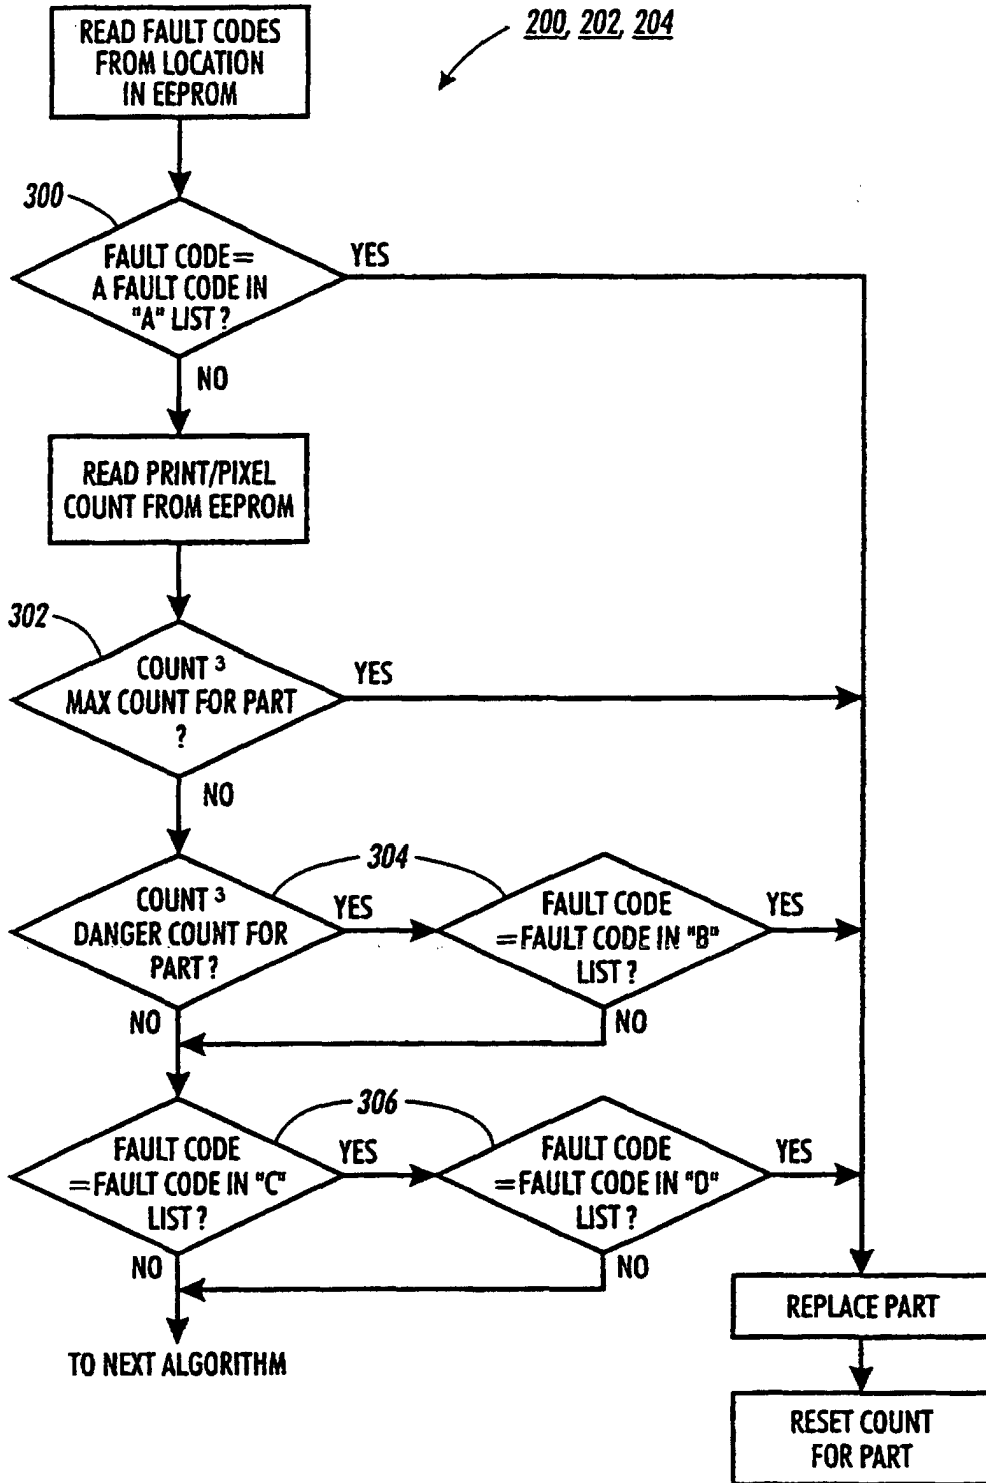 READ FAULT CODES
FROM LOCATION
IN EEPROM
200, 202, 204
300
FAULT CODE=
A FAULT CODE IN
"A" LIST ?
YES
NO
READ PRINT/PIXEL
COUNT FROM EEPROM
302
COUNT ³
MAX COUNT FOR PART
?
YES
NO
304
COUNT ³
DANGER COUNT FOR
PART ?
YES
FAULT CODE
=FAULT CODE IN "B"
LIST ?
YES
NO
NO
306
FAULT CODE
=FAULT CODE IN "C"
LIST ?
YES
FAULT CODE
=FAULT CODE IN "D"
LIST ?
YES
NO
NO
TO NEXT ALGORITHM
REPLACE PART
RESET COUNT
FOR PART